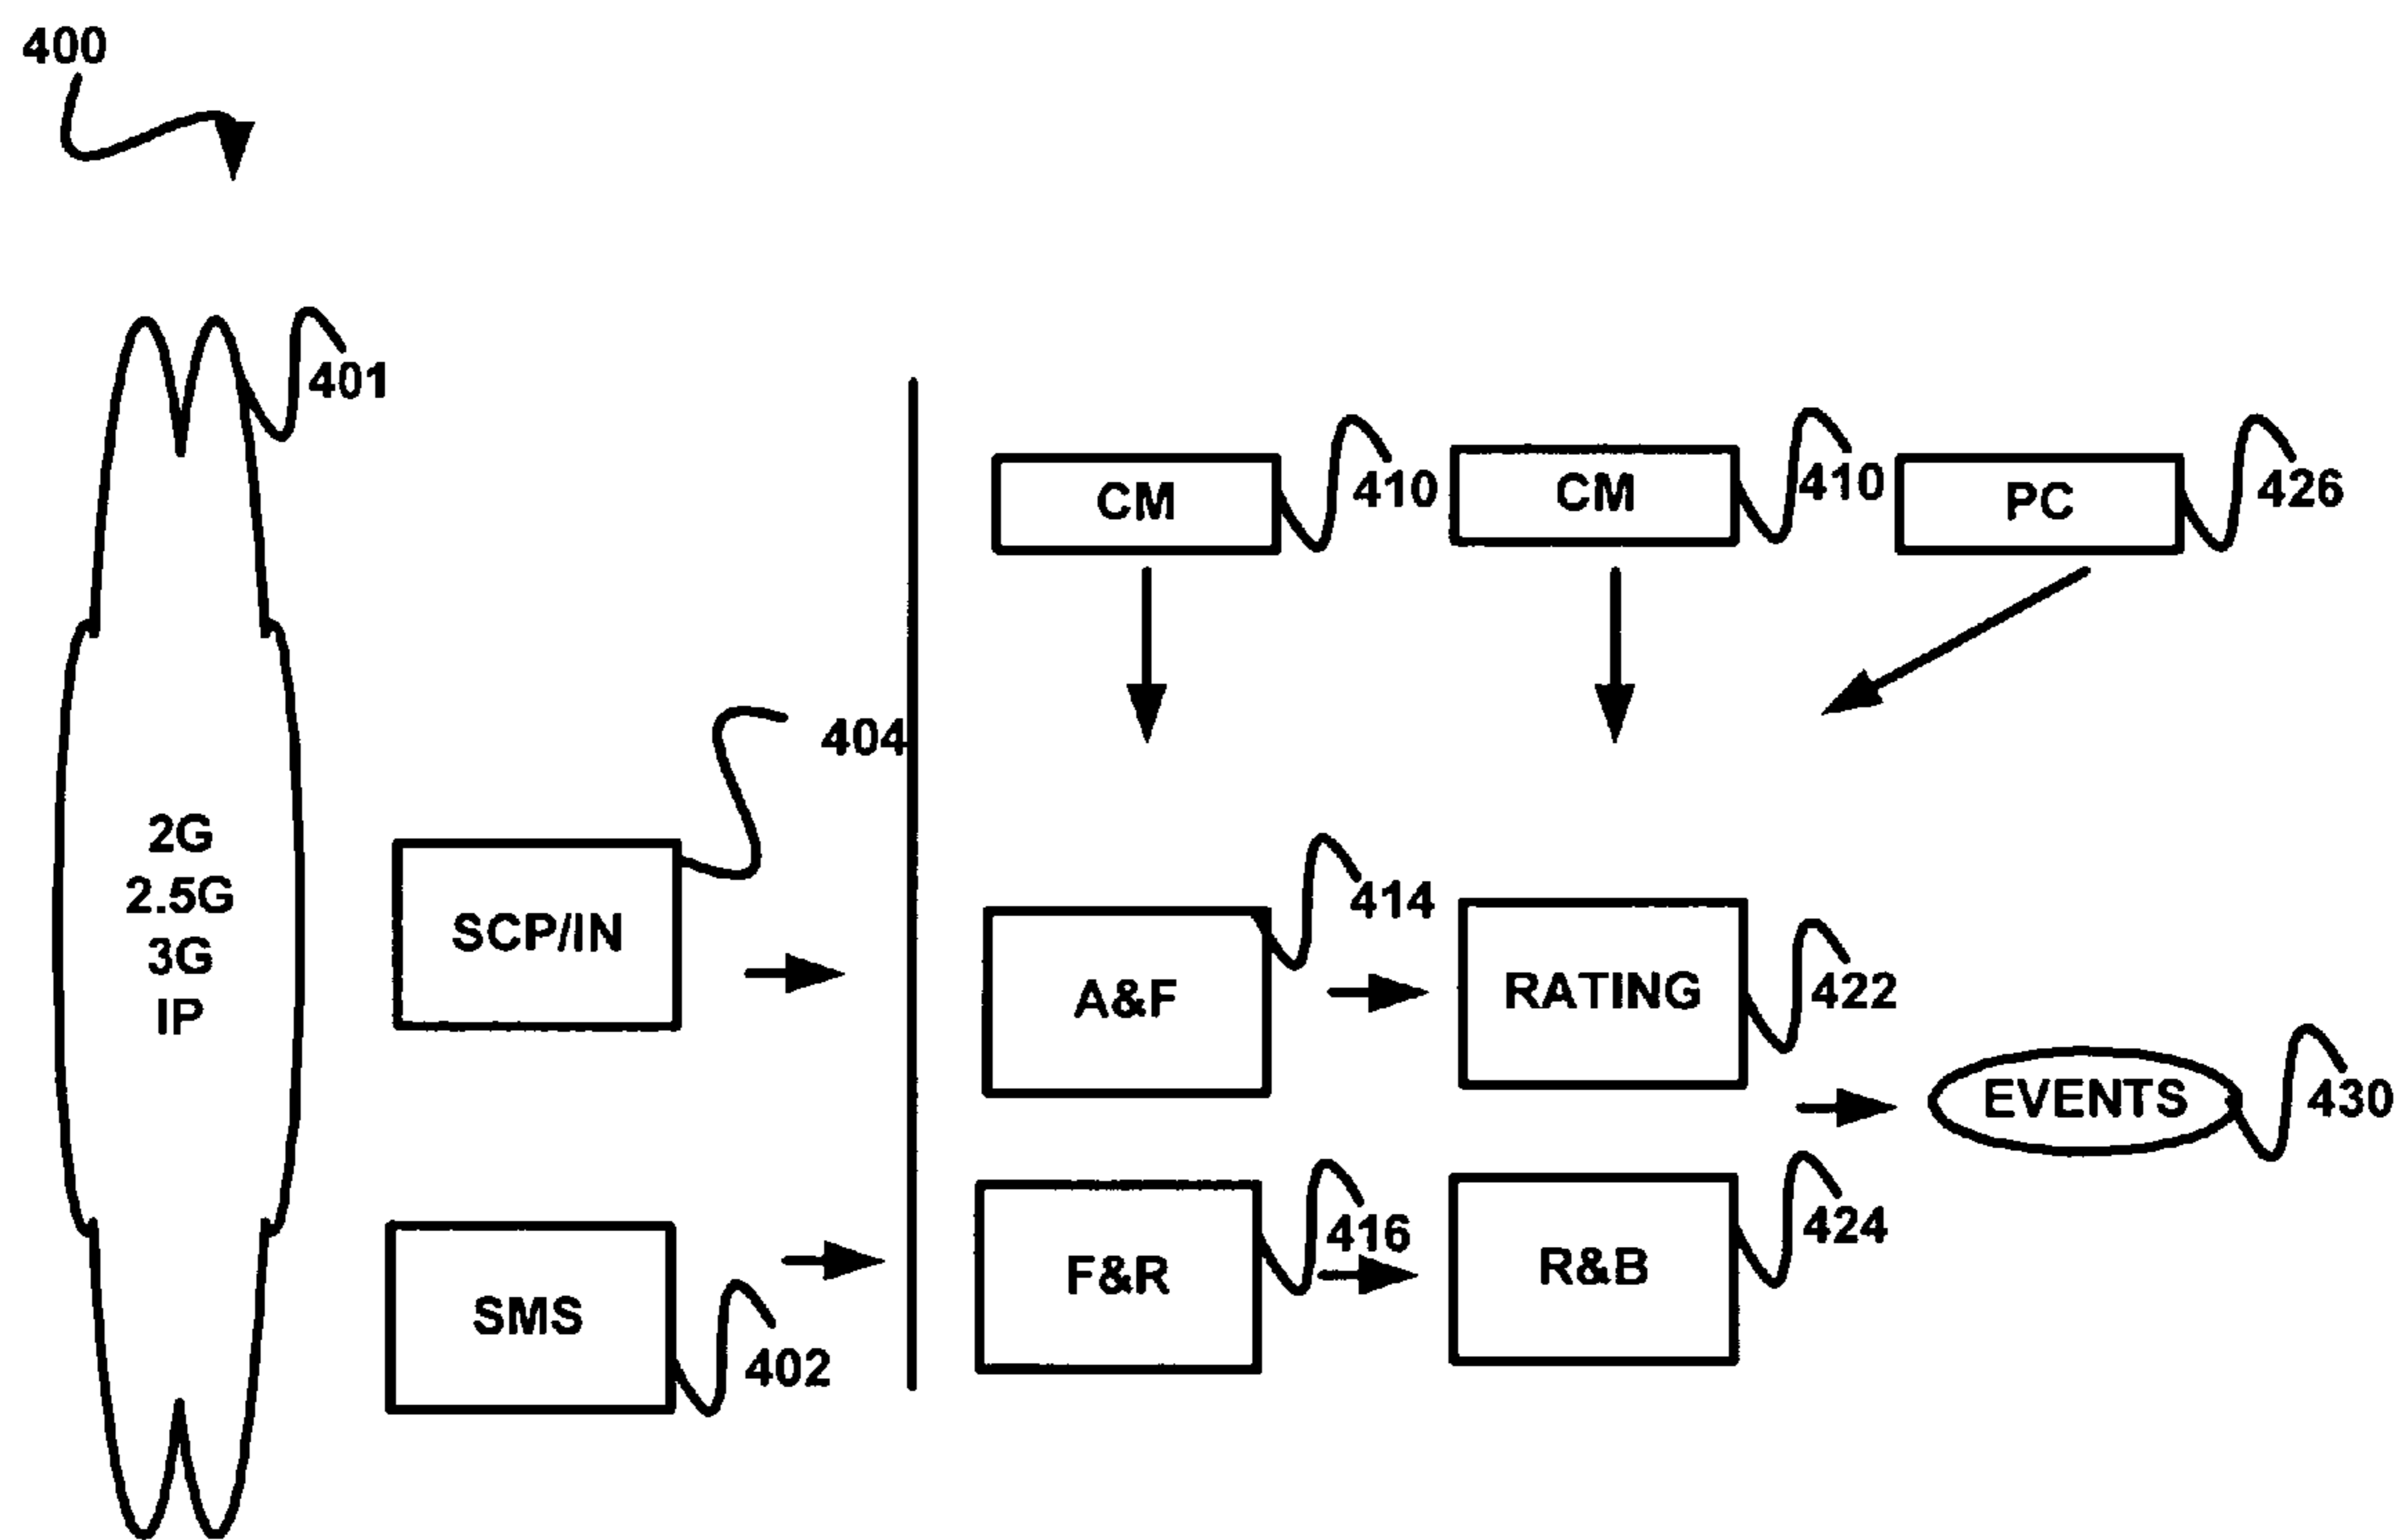 400
401
CM
410
CM
410
PC
426
404
2G
2.5G
3G
IP
SCP/IN
A&F
414
RATING
422
EVENTS
430
SMS
402
F&R
416
R&B
424